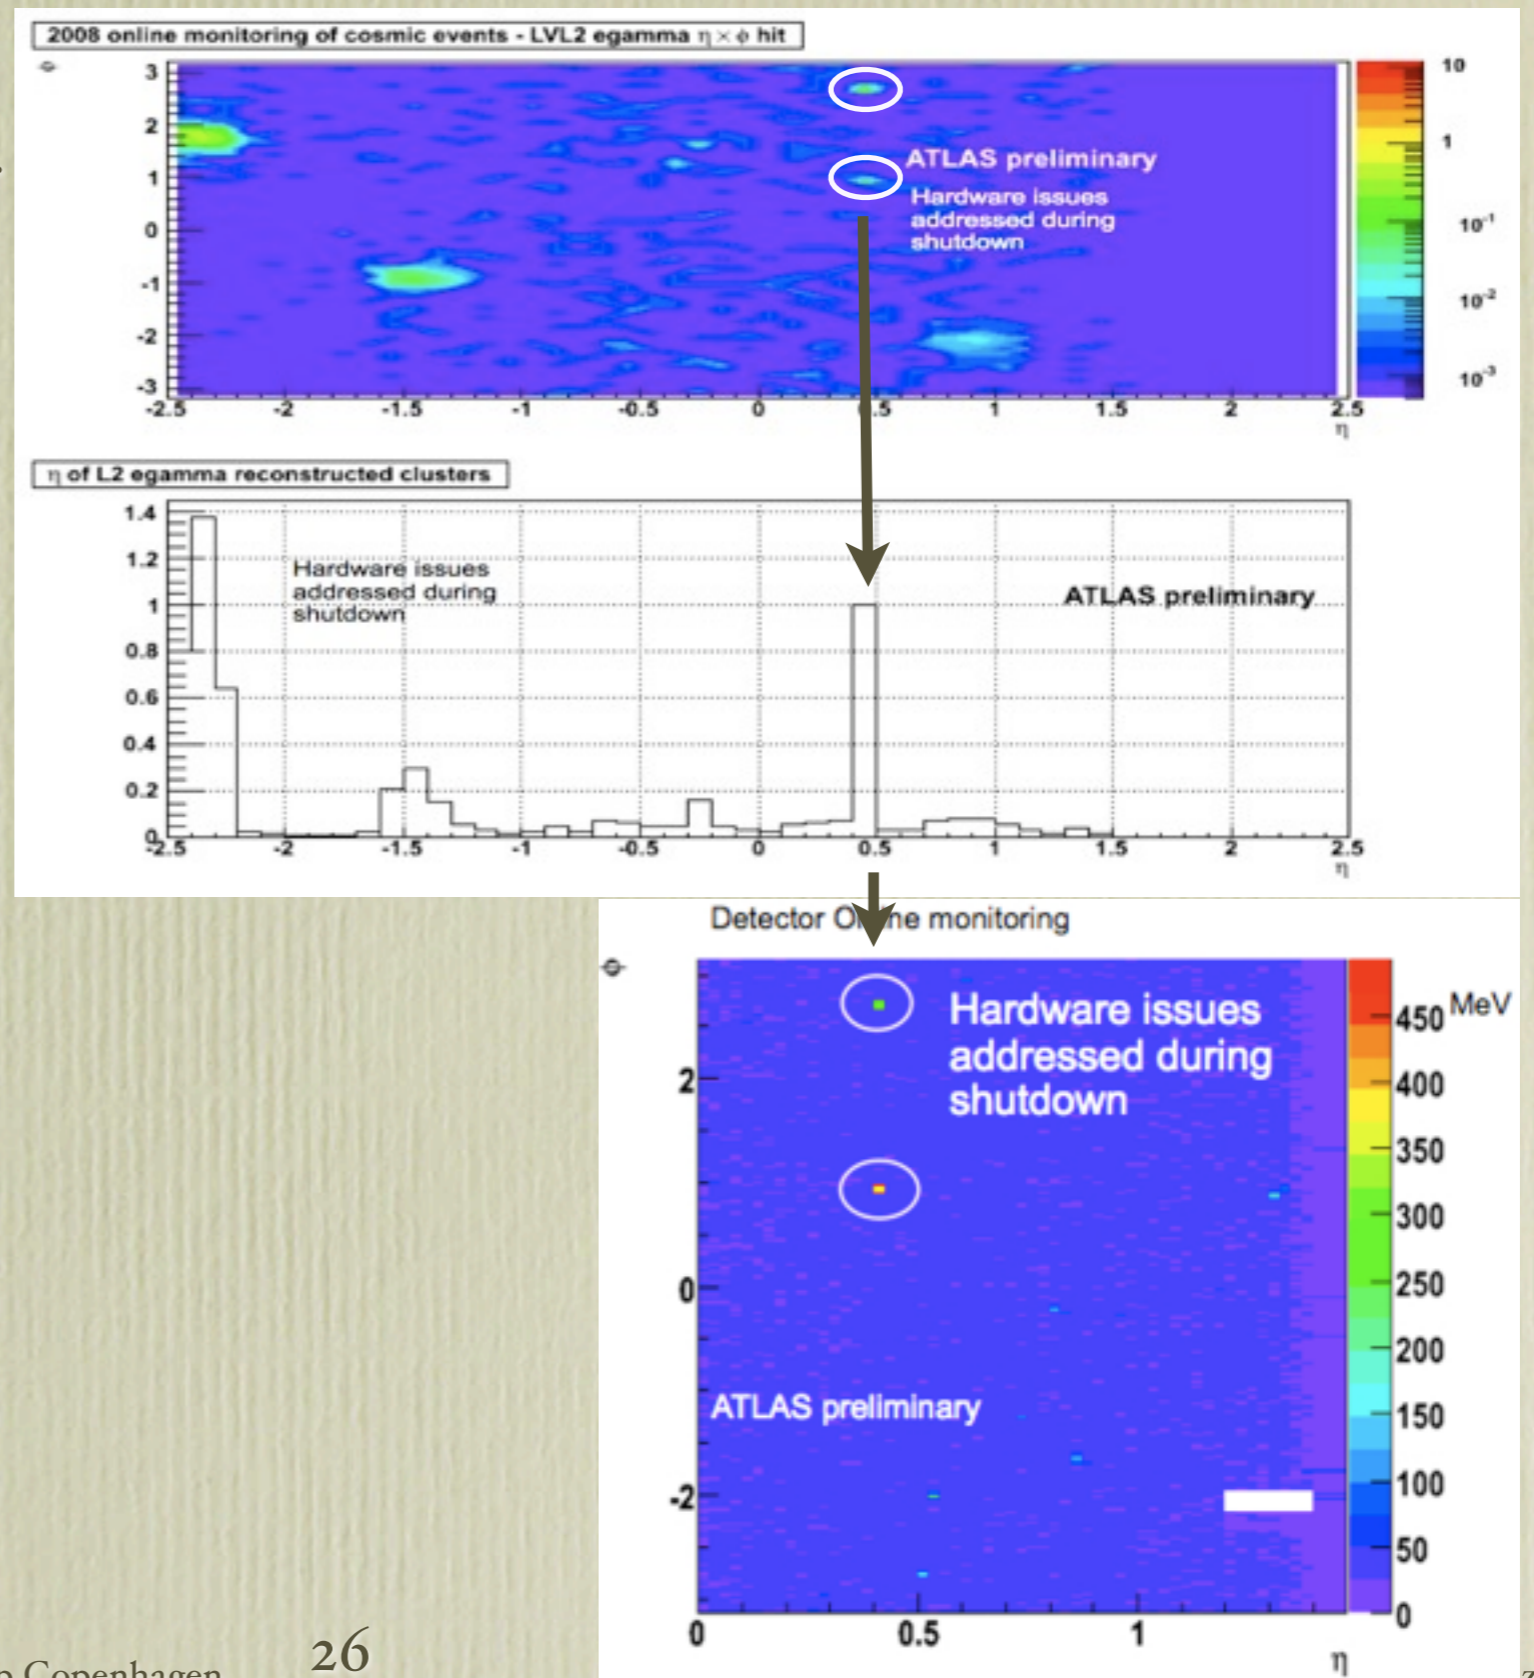 2008 online monitoring of cosmic events - LVL2 egamma η × ϕ hit
ϕ
3
2
1
0
-1
-2
-3
ATLAS preliminary
Hardware issues
addressed during
shutdown
10
1
10⁻¹
10⁻²
10⁻³
-2.5 -2 -1.5 -1 -0.5 0 0.5 1 1.5 2 2.5
η
η of L2 egamma reconstructed clusters
1.4
1.2
1
0.8
0.6
0.4
0.2
0
Hardware issues
addressed during
shutdown
ATLAS preliminary
-2.5 -2 -1.5 -1 -0.5 0 0.5 1 1.5 2 2.5
η
Detector monitoring
ϕ
Hardware issues
addressed during
shutdown
MeV
450
400
350
300
250
200
150
100
50
0
2
0
-2
ATLAS preliminary
0 0.5 1
η
Copenhagen
26